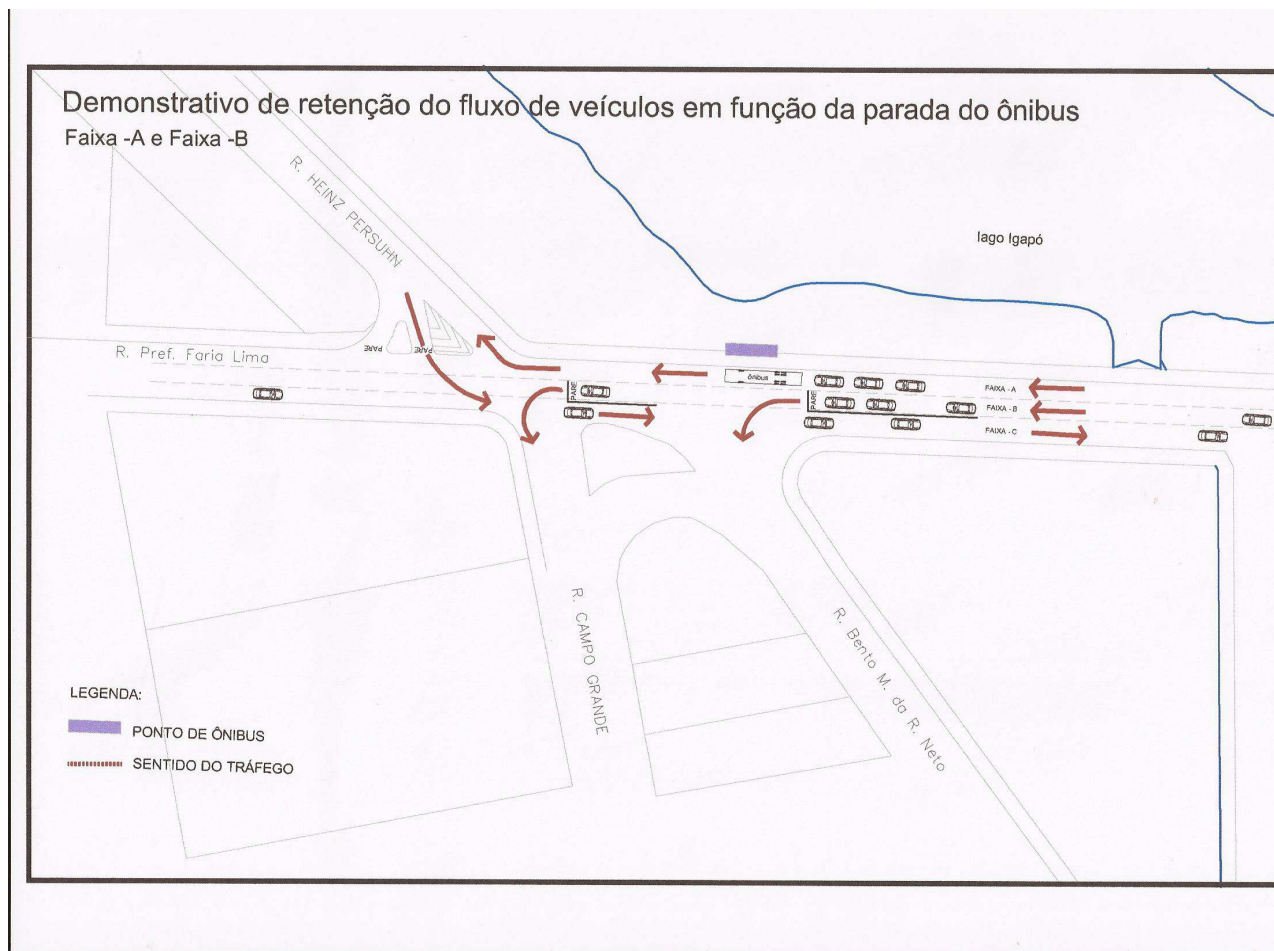 Demonstrativo de retenção do fluxo de veículos em função da parada do ônibus
Faixa -A e Faixa -B
R. HEINZ PERSUHN
lago Igapó
R. Pref. Faria Lima
PARE
PARE
PARE
ônibus
PARE
FAIXA - A
FAIXA - B
FAIXA - C
R. CAMPO GRANDE
R. Bento M. da R. Neto
LEGENDA:
PONTO DE ÔNIBUS
SENTIDO DO TRÁFEGO